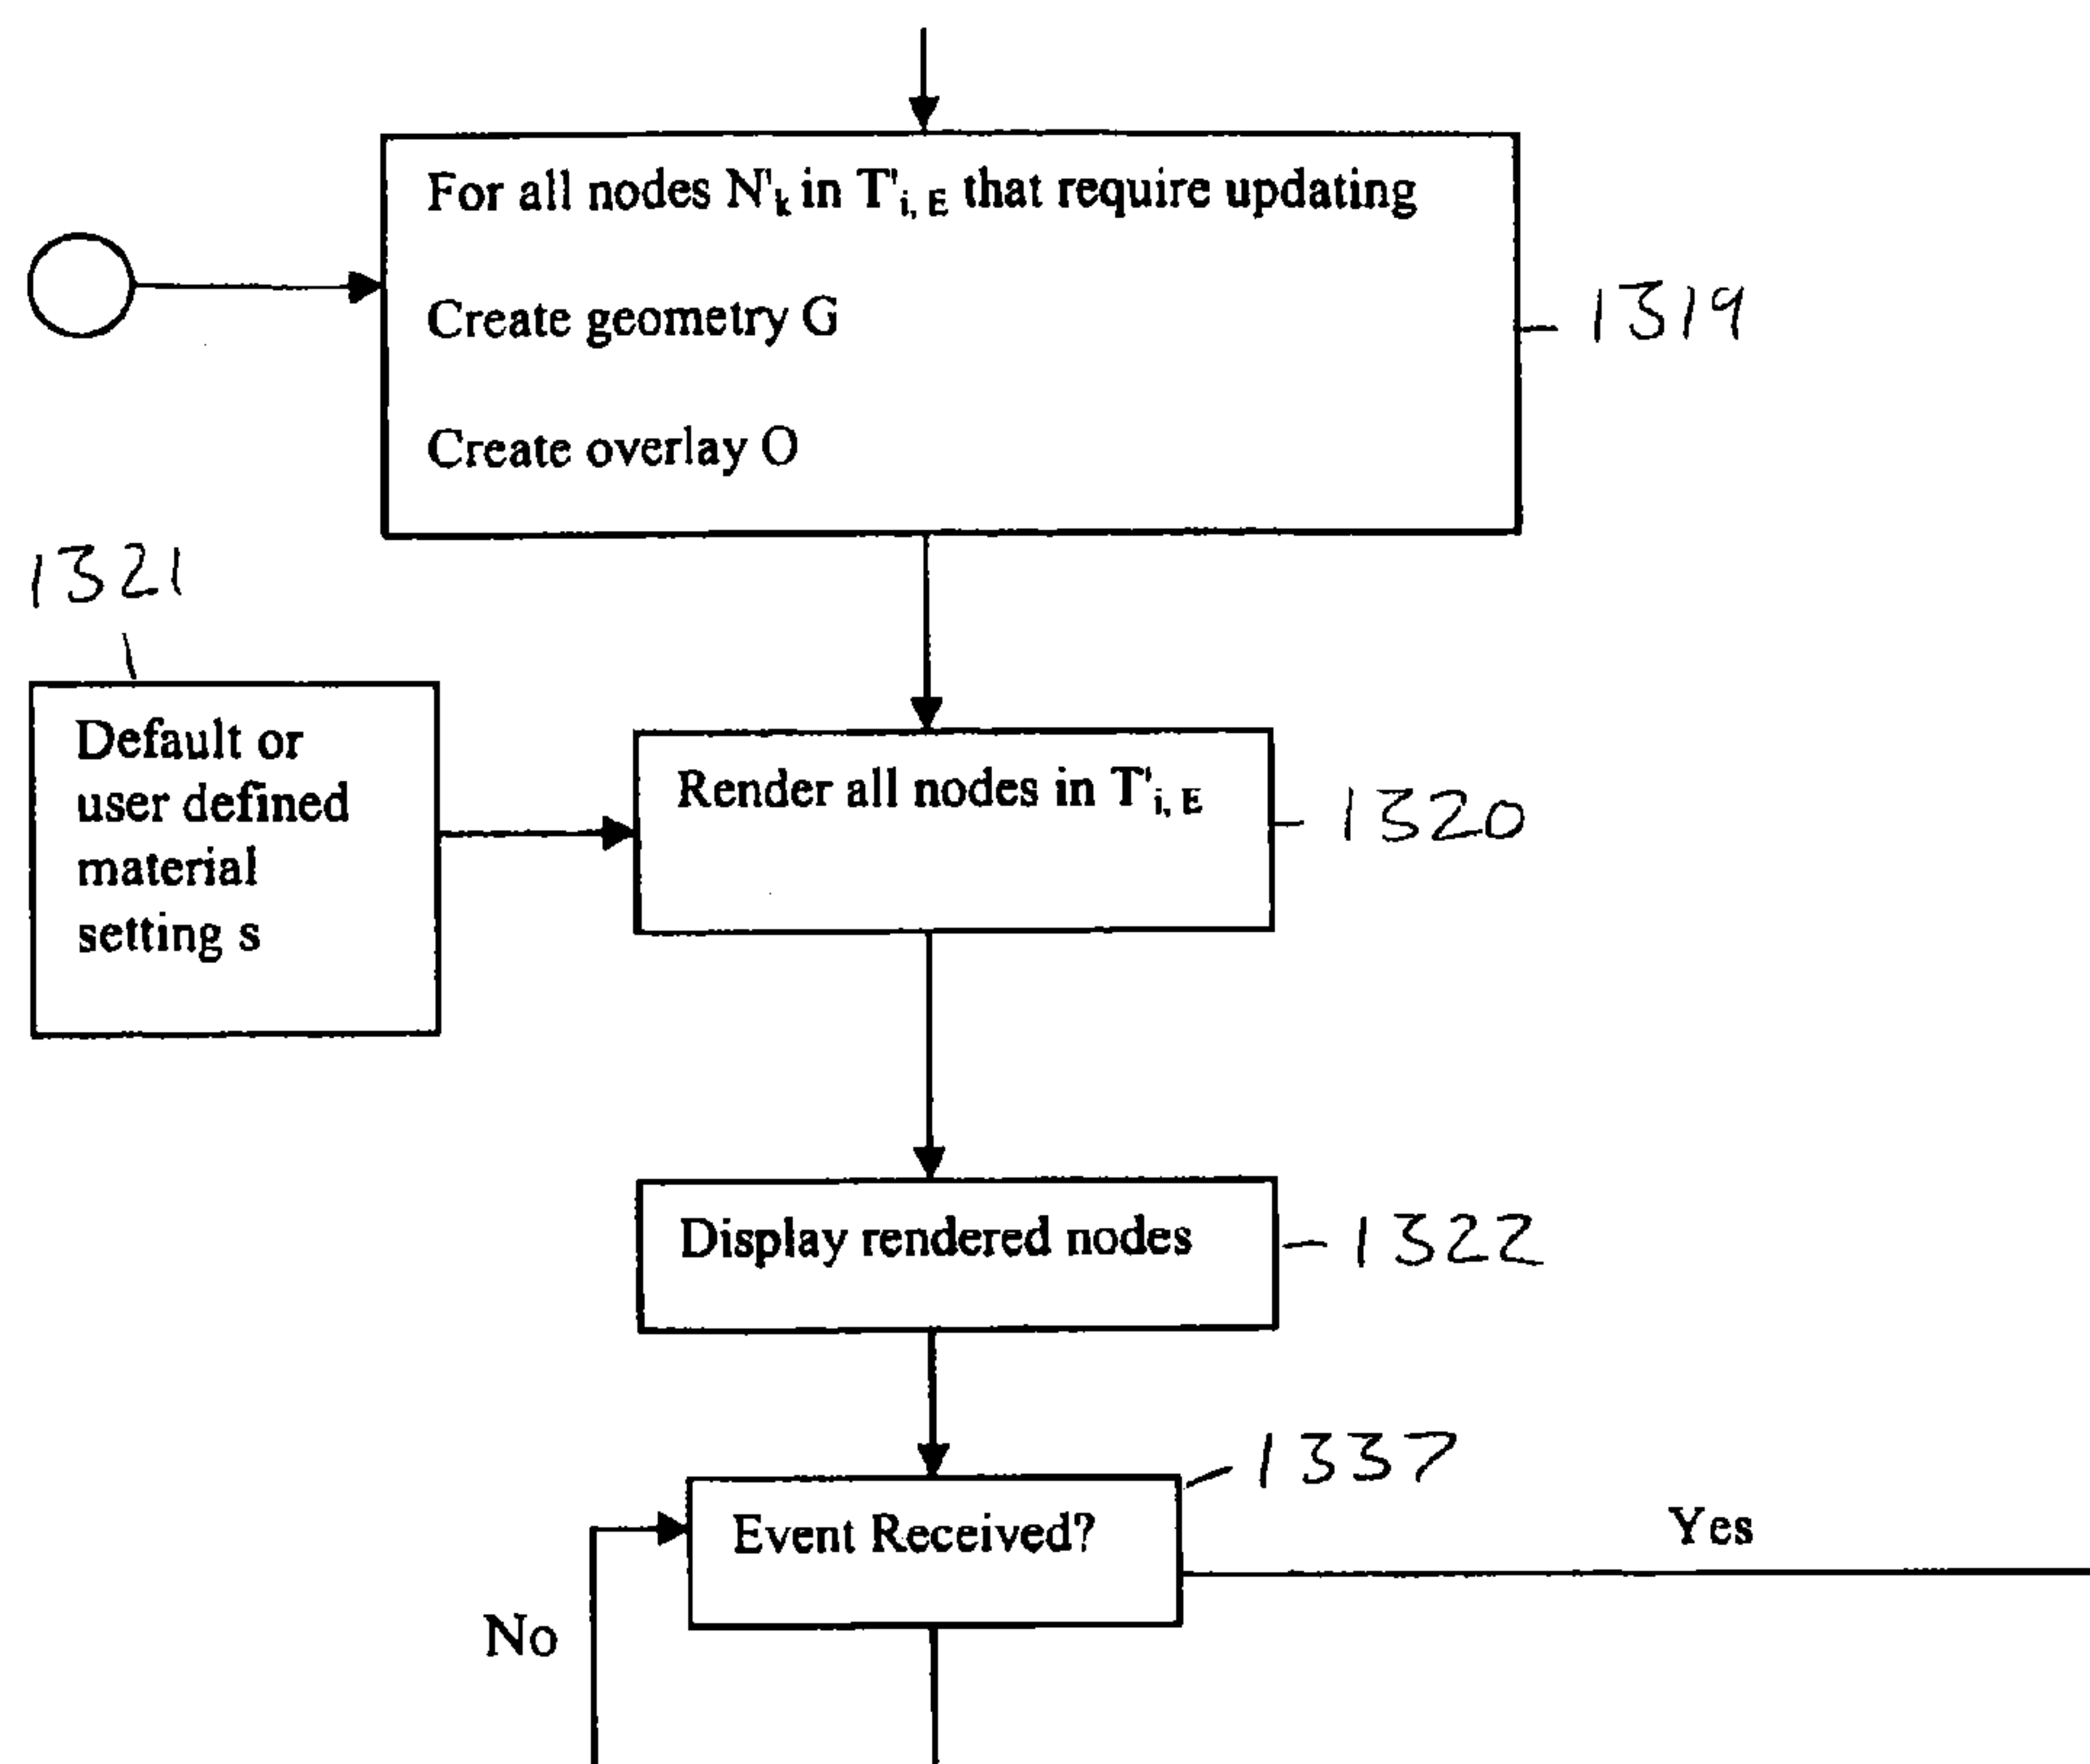 For all nodes N'k in T'i, E that require updating
Create geometry G
1319
Create overlay O
1321
Default or
user defined
material
setting s
Render all nodes in T'i, E
1320
Display rendered nodes
1322
1337
Event Received?
Yes
No